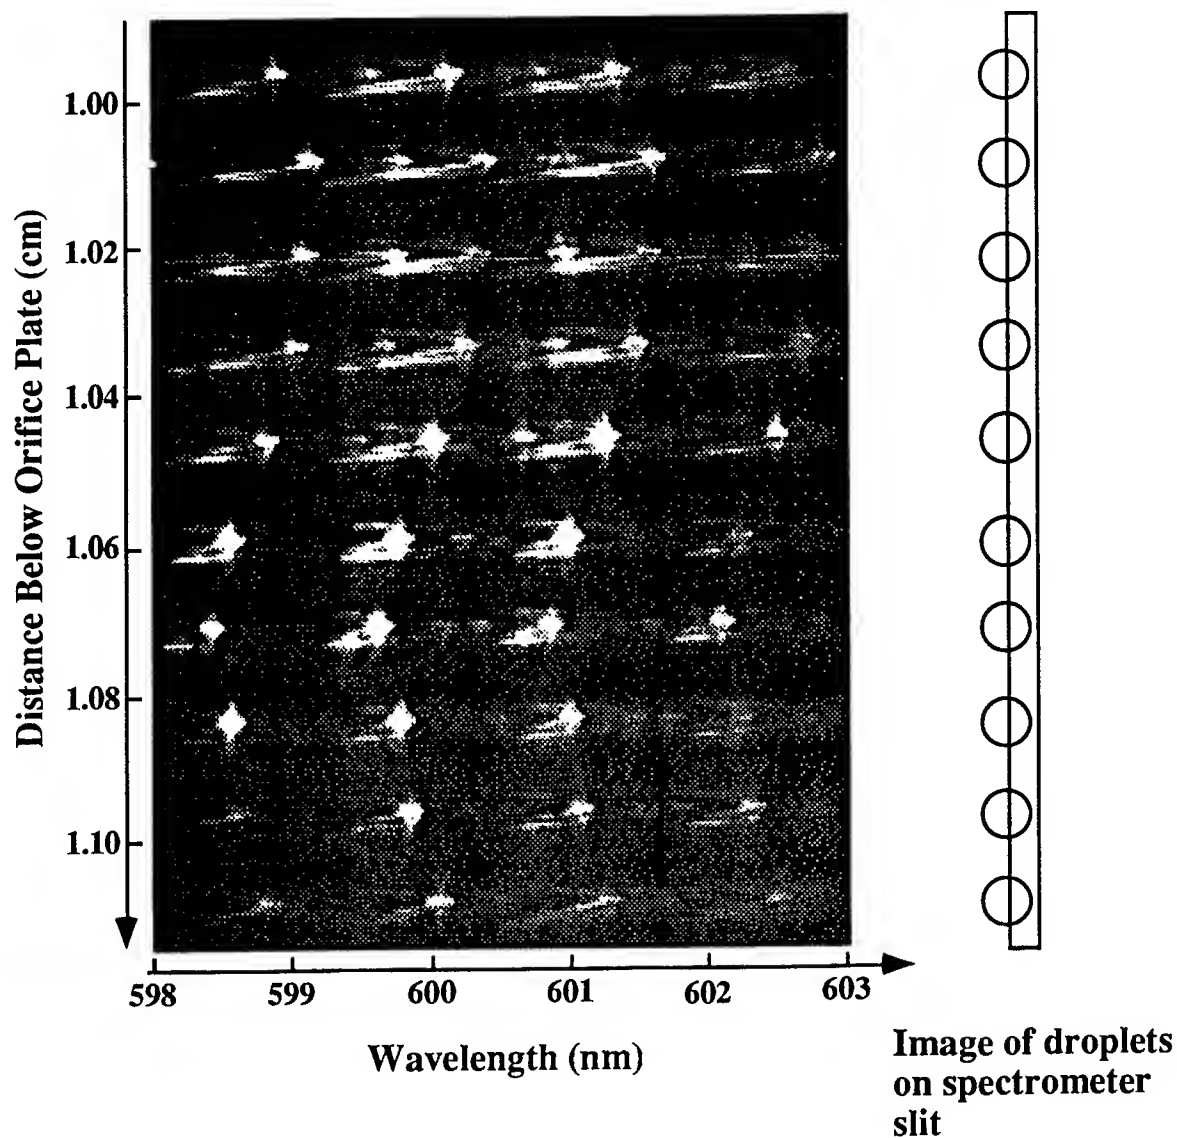 Distance Below Orifice Plate (cm)
1.00
1.02
1.04
1.06
1.08
1.10
598 599 600 601 602 603
Wavelength (nm)
Image of droplets
on spectrometer
slit